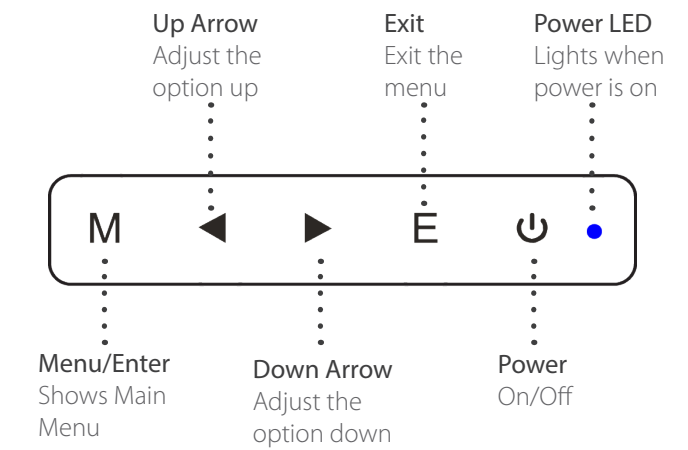 Up Arrow
Adjust the
option up
Exit
Exit the
menu
Power LED
Lights when
power is on
M
E
Menu/Enter
Shows Main
Menu
Down Arrow
Adjust the
option down
Power
On/Off